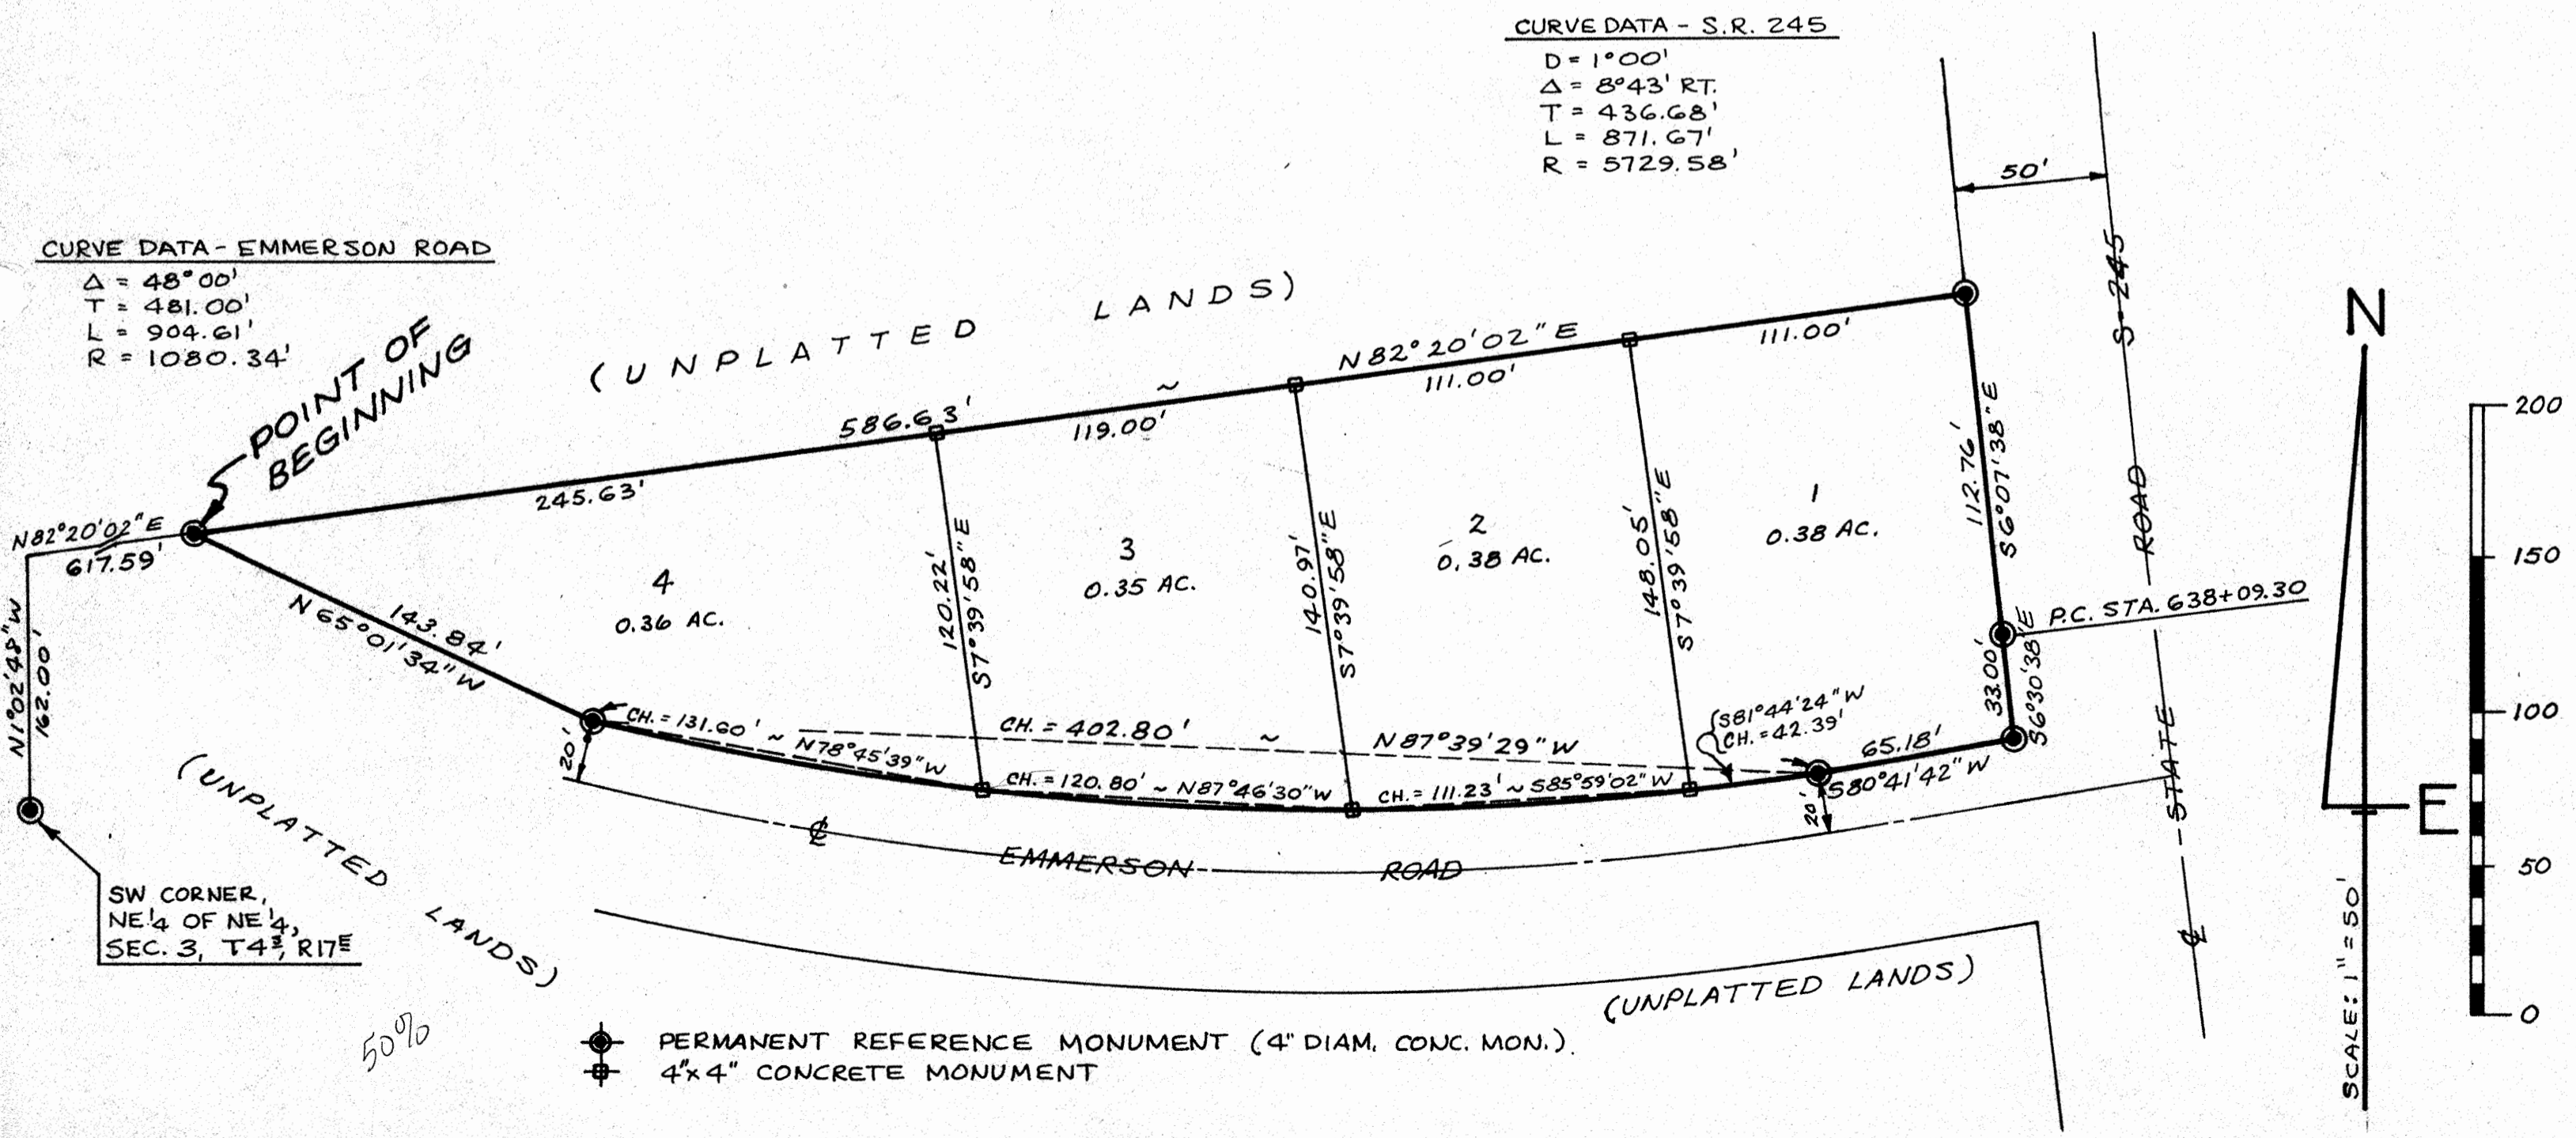 CURVE DATA - S.R. 245
D = 1°00'
Δ = 8°43' RT.
T = 436.68'
L = 871.67'
R = 5729.58'
CURVE DATA - EMMERSON ROAD
Δ = 48°00'
T = 481.00'
L = 904.61'
R = 1080.34'
POINT OF
BEGINNING
(UNPLATTED LANDS)
50'
S-245
ROAD
STATE
℄
N82°20'02"E
586.63'
~
245.63'
119.00'
111.00'
111.00'
N82°20'02"E
617.59'
N1°02'48"W
162.00'
143.84'
N65°01'34"W
4
0.36 AC.
120.22'
S7°39'58"E
3
0.35 AC.
140.97'
S7°39'58"E
2
0.38 AC.
148.05'
S7°39'58"E
1
0.38 AC.
112.76'
S6°07'38"E
P.C. STA. 638+09.30
33.00'
S6°30'38"E
CH. = 131.60' ~ N78°45'39"W
CH. = 402.80' ~ N87°39'29"W
CH. = 120.80' ~ N87°46'30"W
CH. = 111.23' ~ S85°59'02"W
S81°44'24"W
CH. = 42.39'
65.18'
S80°41'42"W
20'
20'
℄
EMMERSON ROAD
(UNPLATTED LANDS)
(UNPLATTED LANDS)
SW CORNER,
NE¼ OF NE¼,
SEC. 3, T4S, R17E
50%
PERMANENT REFERENCE MONUMENT (4" DIAM. CONC. MON.)
4"x4" CONCRETE MONUMENT
N
E
SCALE: 1" = 50'
200
150
100
50
0